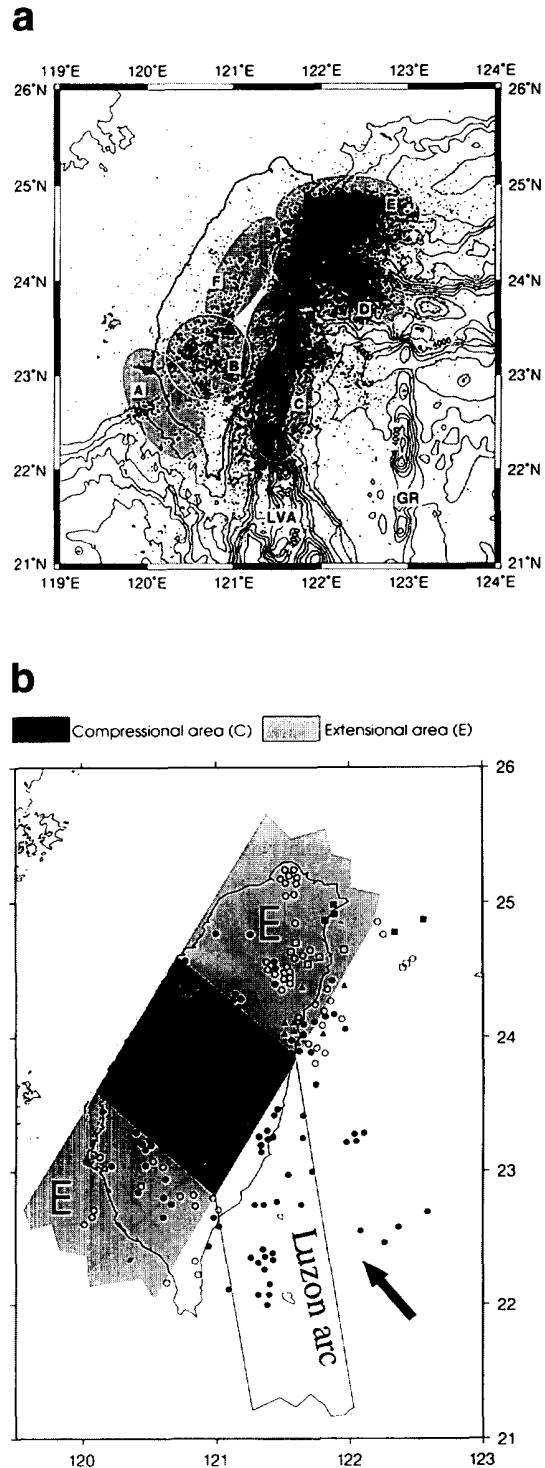 a
119°E 120°E 121°E 122°E 123°E 124°E
26°N 26°N
25°N 25°N
24°N 24°N
23°N 23°N
22°N 22°N
21°N 21°N
E
F
D
B
A
C
GR
LVA
119°E 120°E 121°E 122°E 123°E 124°E
b
Compressional area (C) Extensional area (E)
26
25
24
23
22
21
E
E
Luzon arc
120 121 122 123